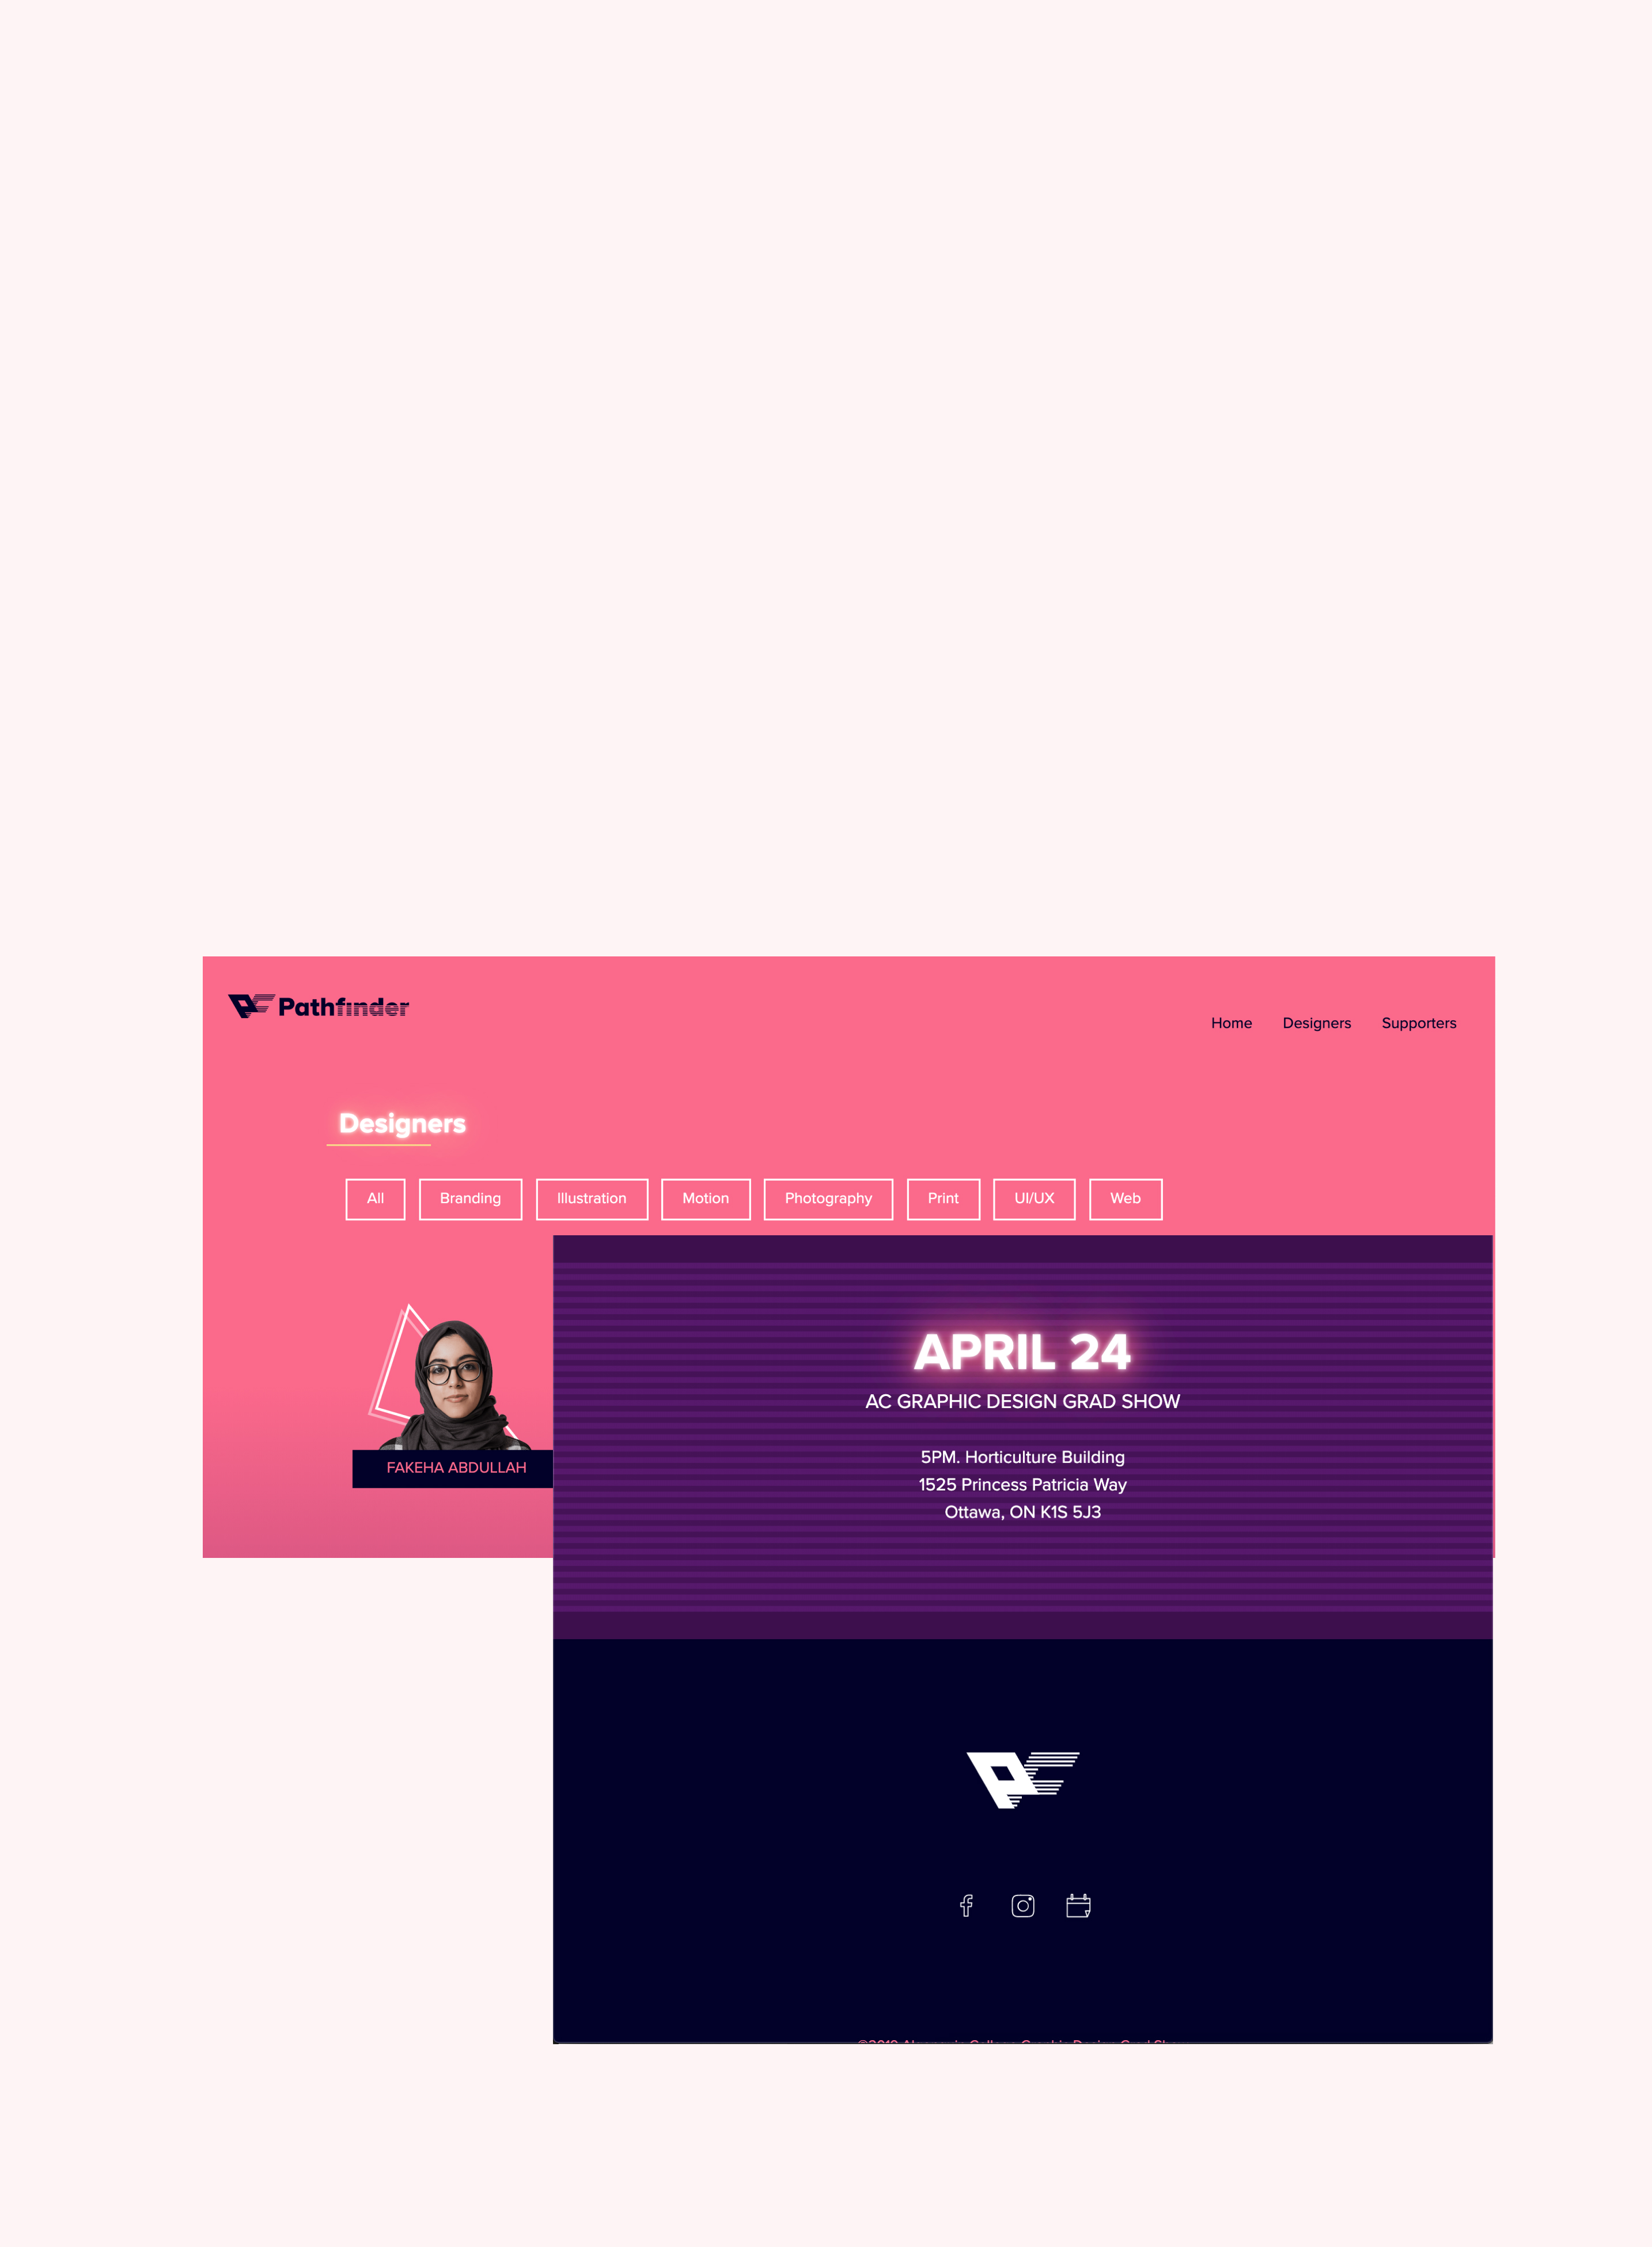 Pathfinder
Home Designers Supporters
Designers
All Branding Illustration Motion Photography Print UI/UX Web
FAKEHA ABDULLAH
APRIL 24
AC GRAPHIC DESIGN GRAD SHOW
5PM. Horticulture Building
1525 Princess Patricia Way
Ottawa, ON K1S 5J3